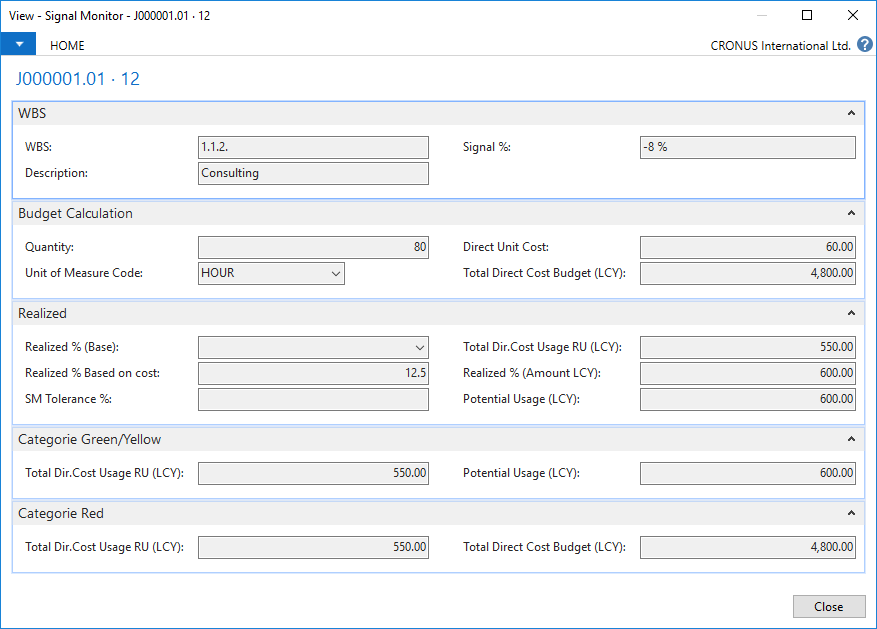 View - Signal Monitor - J000001.01 · 12
HOME
CRONUS International Ltd. ?
J000001.01 · 12
WBS
WBS: 1.1.2. Signal %: -8 %
Description: Consulting
Budget Calculation
Quantity: 80 Direct Unit Cost: 60.00
Unit of Measure Code: HOUR Total Direct Cost Budget (LCY): 4,800.00
Realized
Realized % (Base): Total Dir.Cost Usage RU (LCY): 550.00
Realized % Based on cost: 12.5 Realized % (Amount LCY): 600.00
SM Tolerance %: Potential Usage (LCY): 600.00
Categorie Green/Yellow
Total Dir.Cost Usage RU (LCY): 550.00 Potential Usage (LCY): 600.00
Categorie Red
Total Dir.Cost Usage RU (LCY): 550.00 Total Direct Cost Budget (LCY): 4,800.00
Close